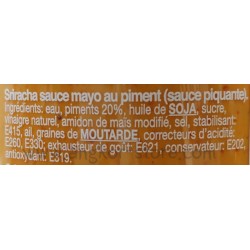 Sriracha sauce mayo au piment (sauce piquante).
Ingrédients: eau, piments 20%, huile de SOJA, sucre,
vinaigre naturel, amidon de maïs modifié, sel, stabilisant:
E415, ail, graines de MOUTARDE, correcteurs d'acidité:
E260, E330; exhausteur de goût: E621, conservateur: E202,
antioxydant: E319.